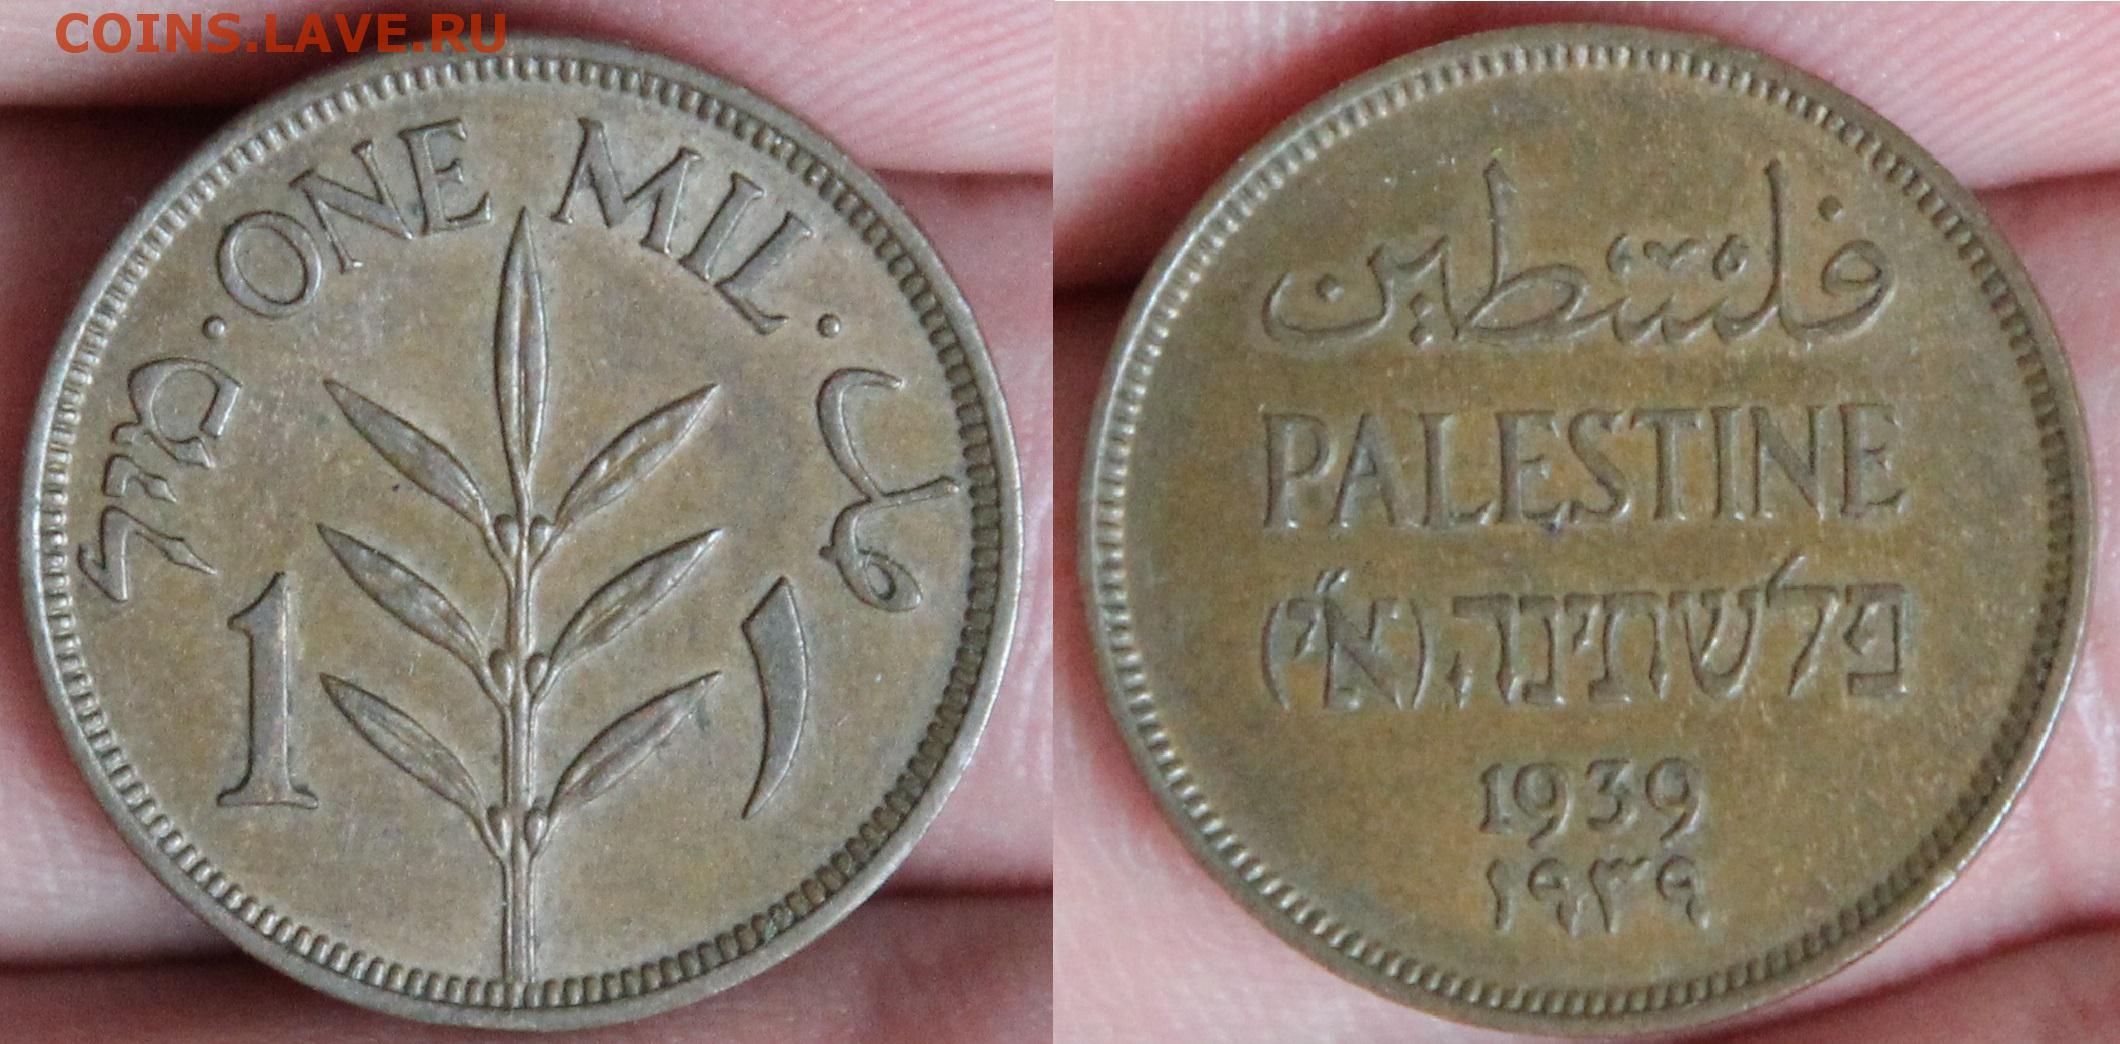 COINS.LAVE.RU
· ONE MIL ·
מיל
مل
1
١
فلسطين
PALESTINE
פלשתינה (א״י)
1939
١٩٣٩